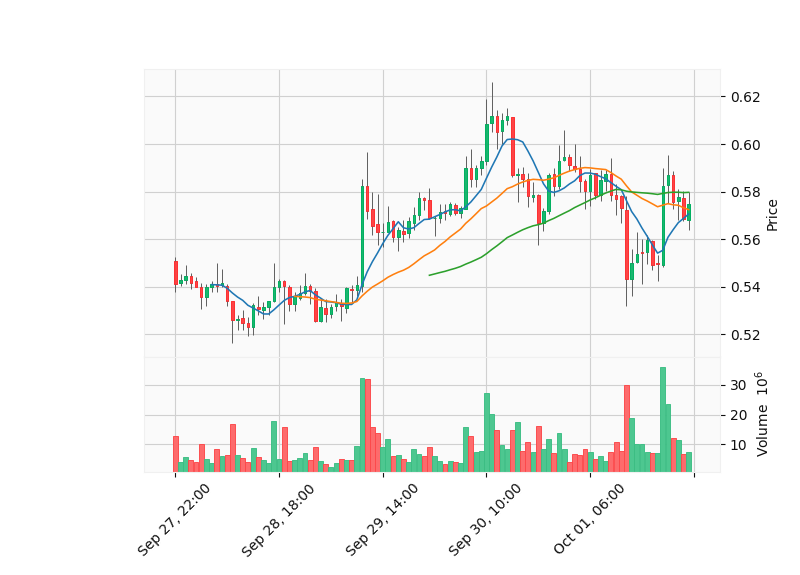 0.62
0.60
0.58
0.56
0.54
0.52
Price
30
20
10
Volume 10^6
Sep 27, 22:00
Sep 28, 18:00
Sep 29, 14:00
Sep 30, 10:00
Oct 01, 06:00